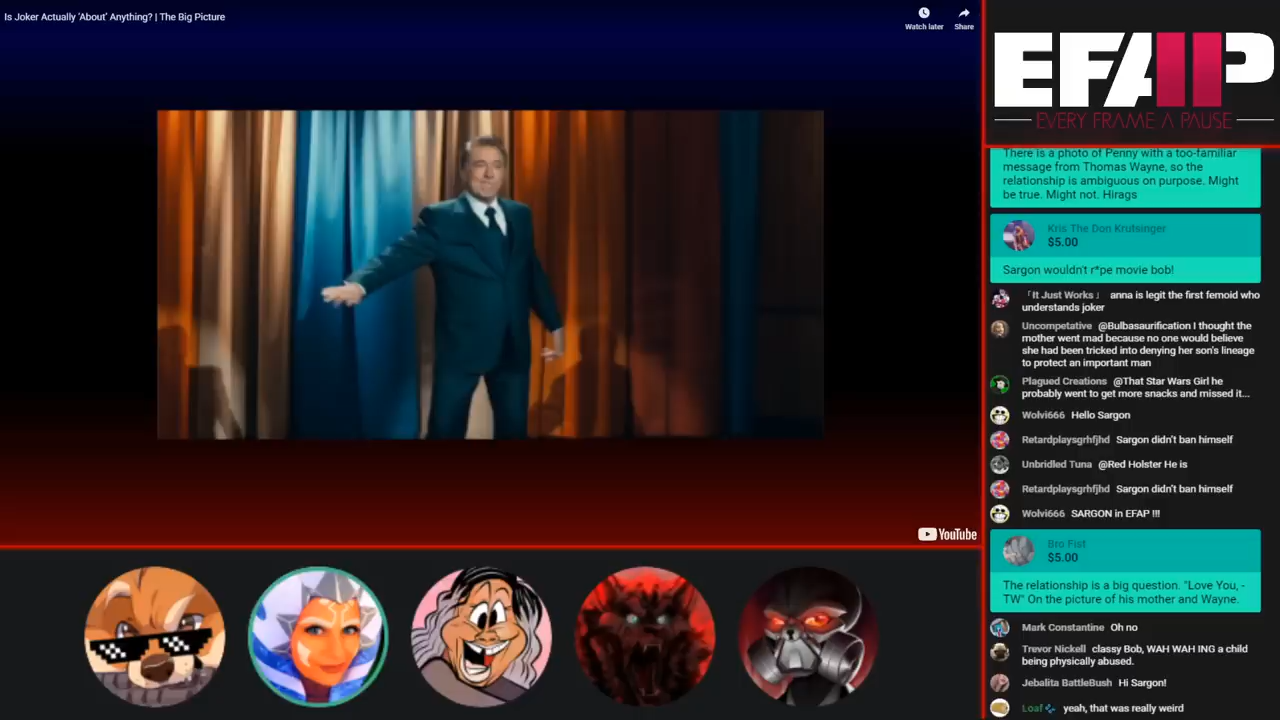 Is Joker Actually 'About' Anything? | The Big Picture
Watch later
Share
YouTube
EFAP
EVERY FRAME A PAUSE
There is a photo of Penny with a too-familiar
message from Thomas Wayne, so the
relationship is ambiguous on purpose. Might
be true. Might not. Hirags
Kris The Don Krutsinger
$5.00
Sargon wouldn't r*pe movie bob!
「It Just Works」 anna is legit the first femoid who
understands joker
Uncompetative @Bulbasaurification I thought the
mother went mad because no one would believe
she had been tricked into denying her son's lineage
to protect an important man
Plagued Creations @That Star Wars Girl he
probably went to get more snacks and missed it...
Wolvi666 Hello Sargon
Retardplaysgrhfjhd Sargon didn't ban himself
Unbridled Tuna @Red Holster He is
Retardplaysgrhfjhd Sargon didn't ban himself
Wolvi666 SARGON in EFAP !!!
Bro Fist
$5.00
The relationship is a big question. "Love You, -
TW" On the picture of his mother and Wayne.
Mark Constantine Oh no
Trevor Nickell classy Bob, WAH WAH ING a child
being physically abused.
Jebalita BattleBush Hi Sargon!
Loaf yeah, that was really weird